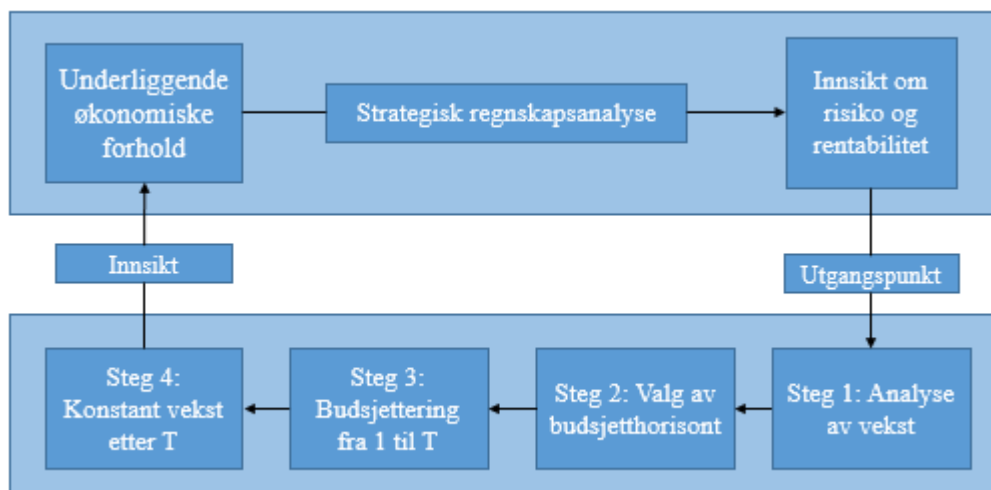 Underliggende
økonomiske
forhold
Strategisk regnskapsanalyse
Innsikt om
risiko og
rentabilitet
Innsikt
Utgangspunkt
Steg 4:
Konstant vekst
etter T
Steg 3:
Budsjettering
fra 1 til T
Steg 2: Valg av
budsjetthorisont
Steg 1: Analyse
av vekst